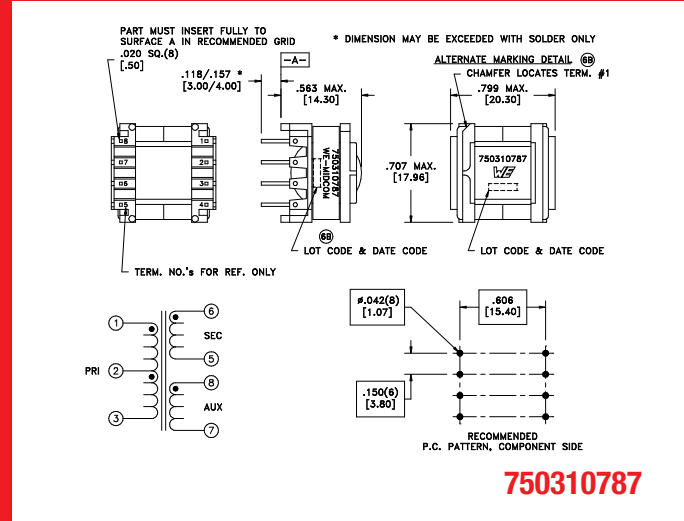 PART MUST INSERT FULLY TO
SURFACE A IN RECOMMENDED GRID
.020 SQ.(8)
[.50]
* DIMENSION MAY BE EXCEEDED WITH SOLDER ONLY
-A-
.118/.157 *
[3.00/4.00]
.563 MAX.
[14.30]
ALTERNATE MARKING DETAIL 6B
CHAMFER LOCATES TERM. #1
.799 MAX.
[20.30]
8 1
7 2
6 3
5 4
750310787
WE-MIDCOM
.707 MAX.
[17.96]
750310787
WE
6B
LOT CODE & DATE CODE
LOT CODE & DATE CODE
TERM. NO.'s FOR REF. ONLY
1
2
3
PRI
6
SEC
5
8
AUX
7
ø.042(8)
[1.07]
.606
[15.40]
.150(6)
[3.80]
RECOMMENDED
P.C. PATTERN, COMPONENT SIDE
750310787